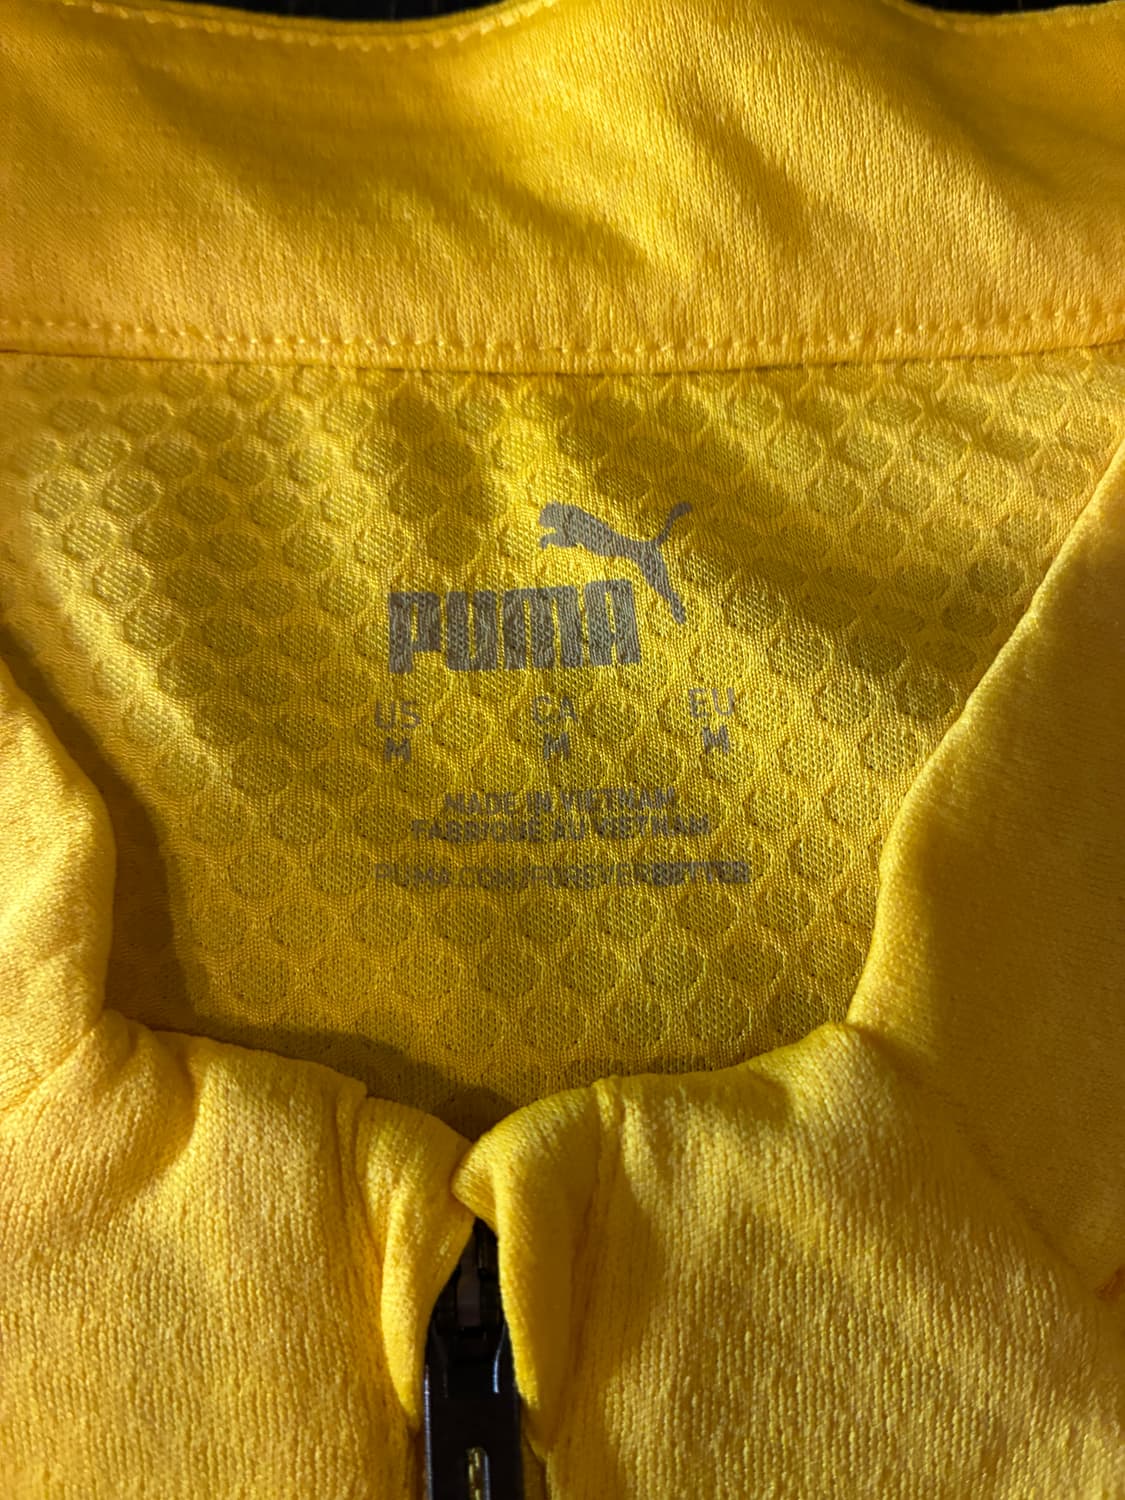 PUMA
US CA EU
M M M
MADE IN VIETNAM
FABRIQUÉ AU VIETNAM
PUMA.COM/FOREVERBETTER